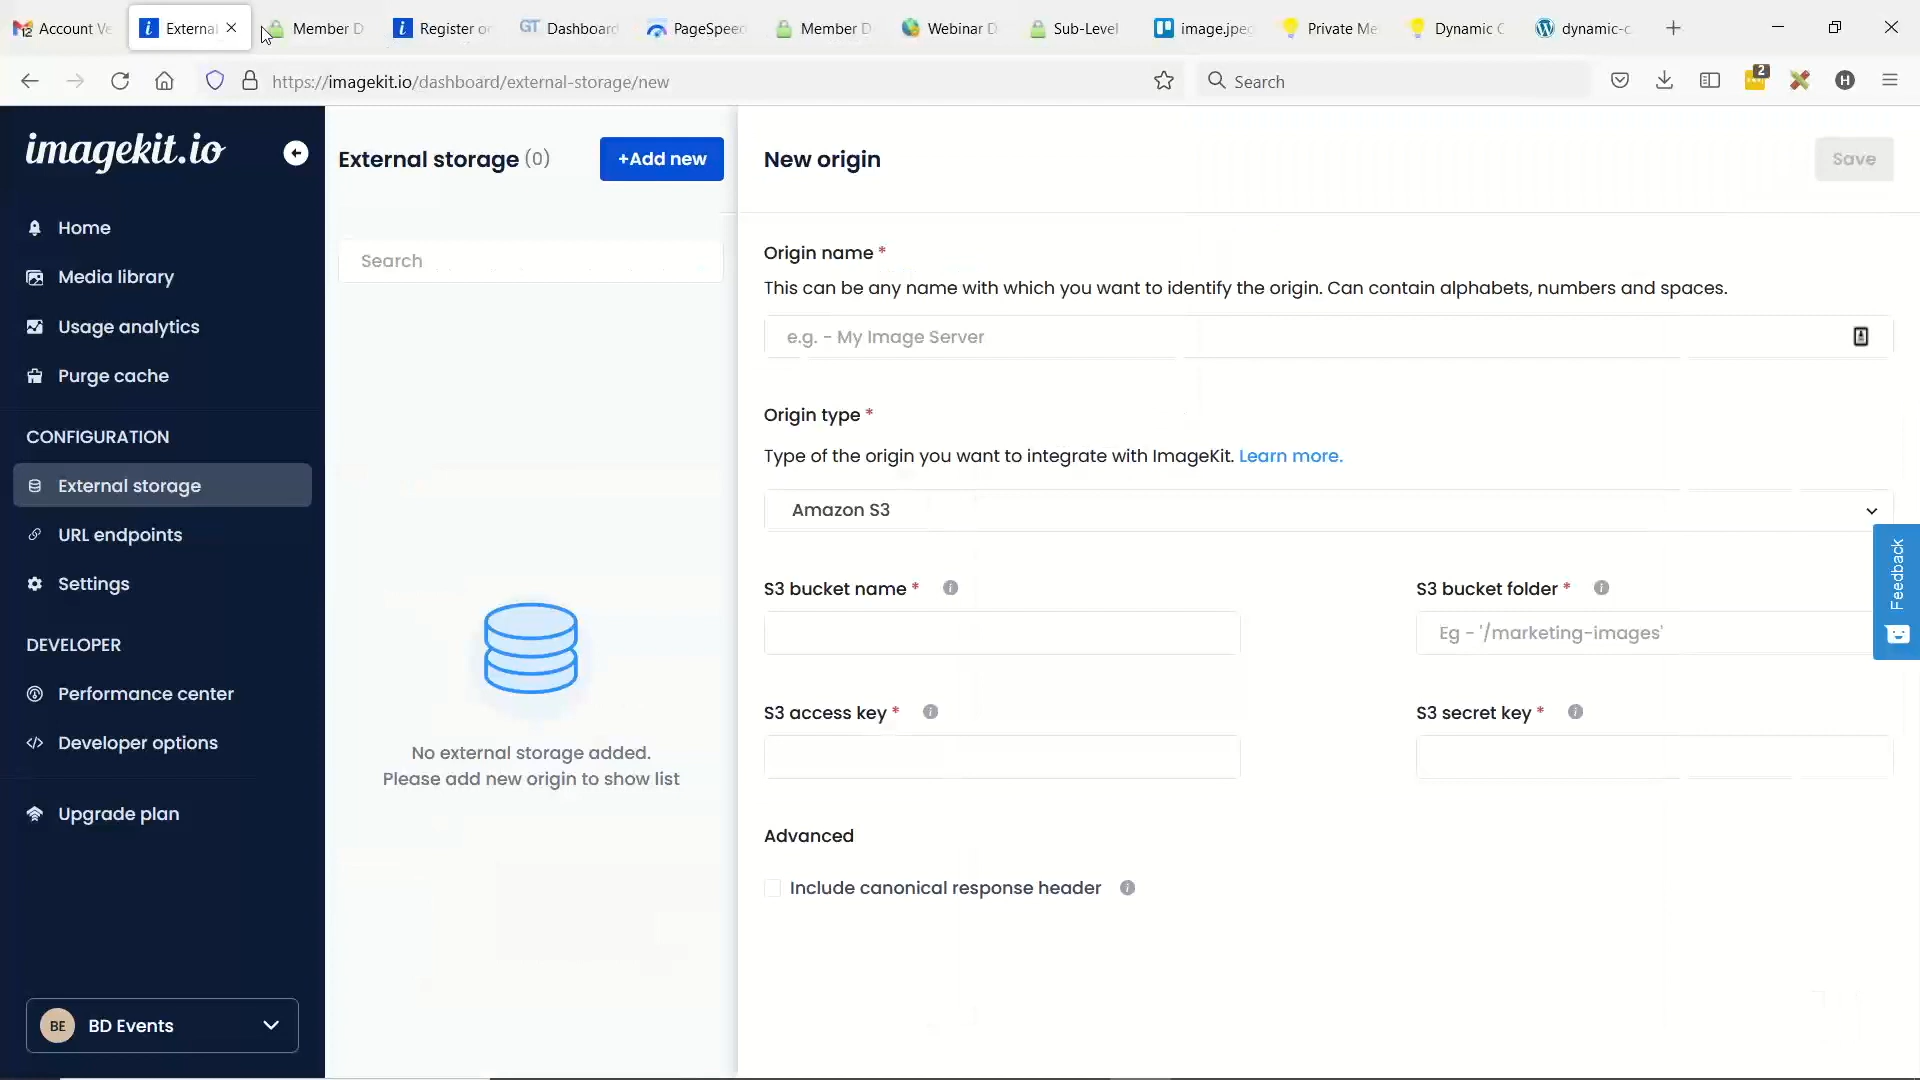 Account Ve
External
Member D
Register o
GT Dashboard
PageSpeed
Member D
Webinar D
Sub-Level
image.jpeg
Private Me
Dynamic C
dynamic-c
https://imagekit.io/dashboard/external-storage/new
Search
2
H
imagekit.io
Home
Media library
Usage analytics
Purge cache
CONFIGURATION
External storage
URL endpoints
Settings
DEVELOPER
Performance center
Developer options
Upgrade plan
BE BD Events
External storage (0)
+Add new
Search
No external storage added.
Please add new origin to show list
New origin
Save
Origin name *
This can be any name with which you want to identify the origin. Can contain alphabets, numbers and spaces.
e.g. - My Image Server
Origin type *
Type of the origin you want to integrate with ImageKit. Learn more.
Amazon S3
S3 bucket name *
S3 bucket folder *
Eg - '/marketing-images'
S3 access key *
S3 secret key *
Advanced
Include canonical response header
Feedback